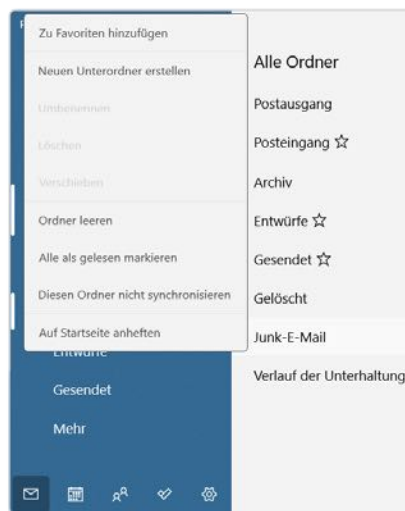 Zu Favoriten hinzufügen
Neuen Unterordner erstellen
Umbenennen
Löschen
Verschieben
Ordner leeren
Alle als gelesen markieren
Diesen Ordner nicht synchronisieren
Auf Startseite anheften
Entwürfe
Gesendet
Mehr
Alle Ordner
Postausgang
Posteingang ☆
Archiv
Entwürfe ☆
Gesendet ☆
Gelöscht
Junk-E-Mail
Verlauf der Unterhaltung